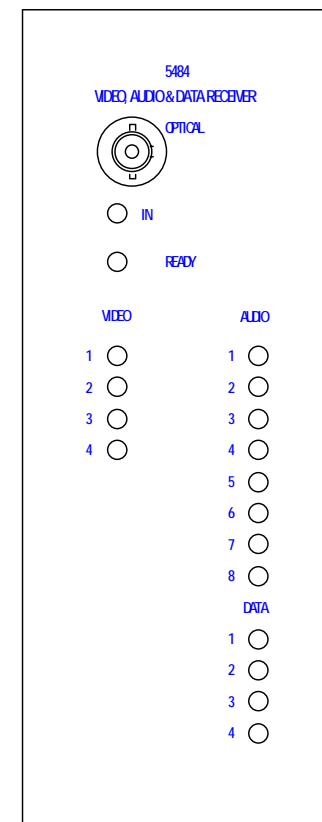 5484
VIDEO, AUDIO & DATA RECEIVER
OPTICAL
IN
READY
VIDEO
1
2
3
4
AUDIO
1
2
3
4
5
6
7
8
DATA
1
2
3
4